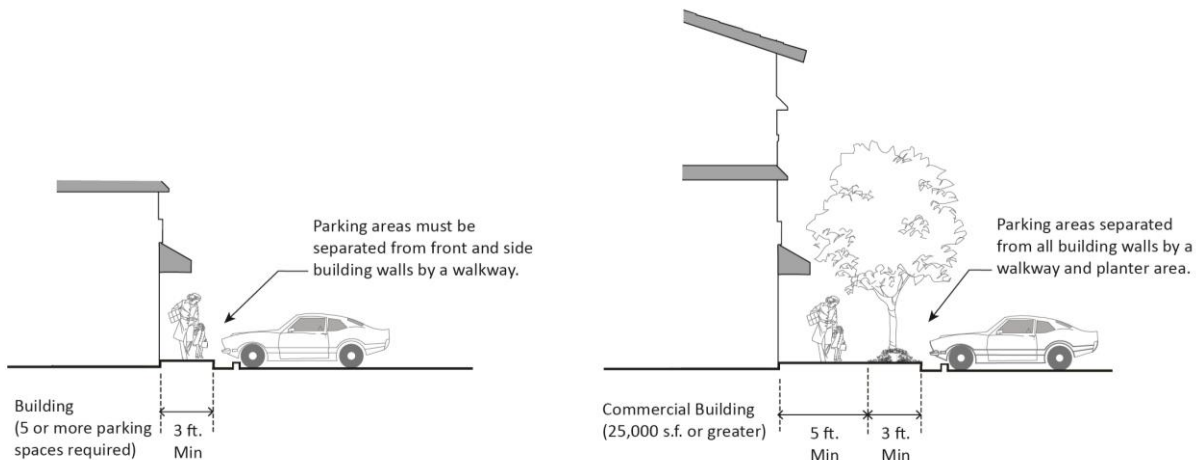 Parking areas must be
separated from front and side
building walls by a walkway.
Building
(5 or more parking
spaces required)
3 ft.
Min
Parking areas separated
from all building walls by a
walkway and planter area.
Commercial Building
(25,000 s.f. or greater)
5 ft.
Min
3 ft.
Min